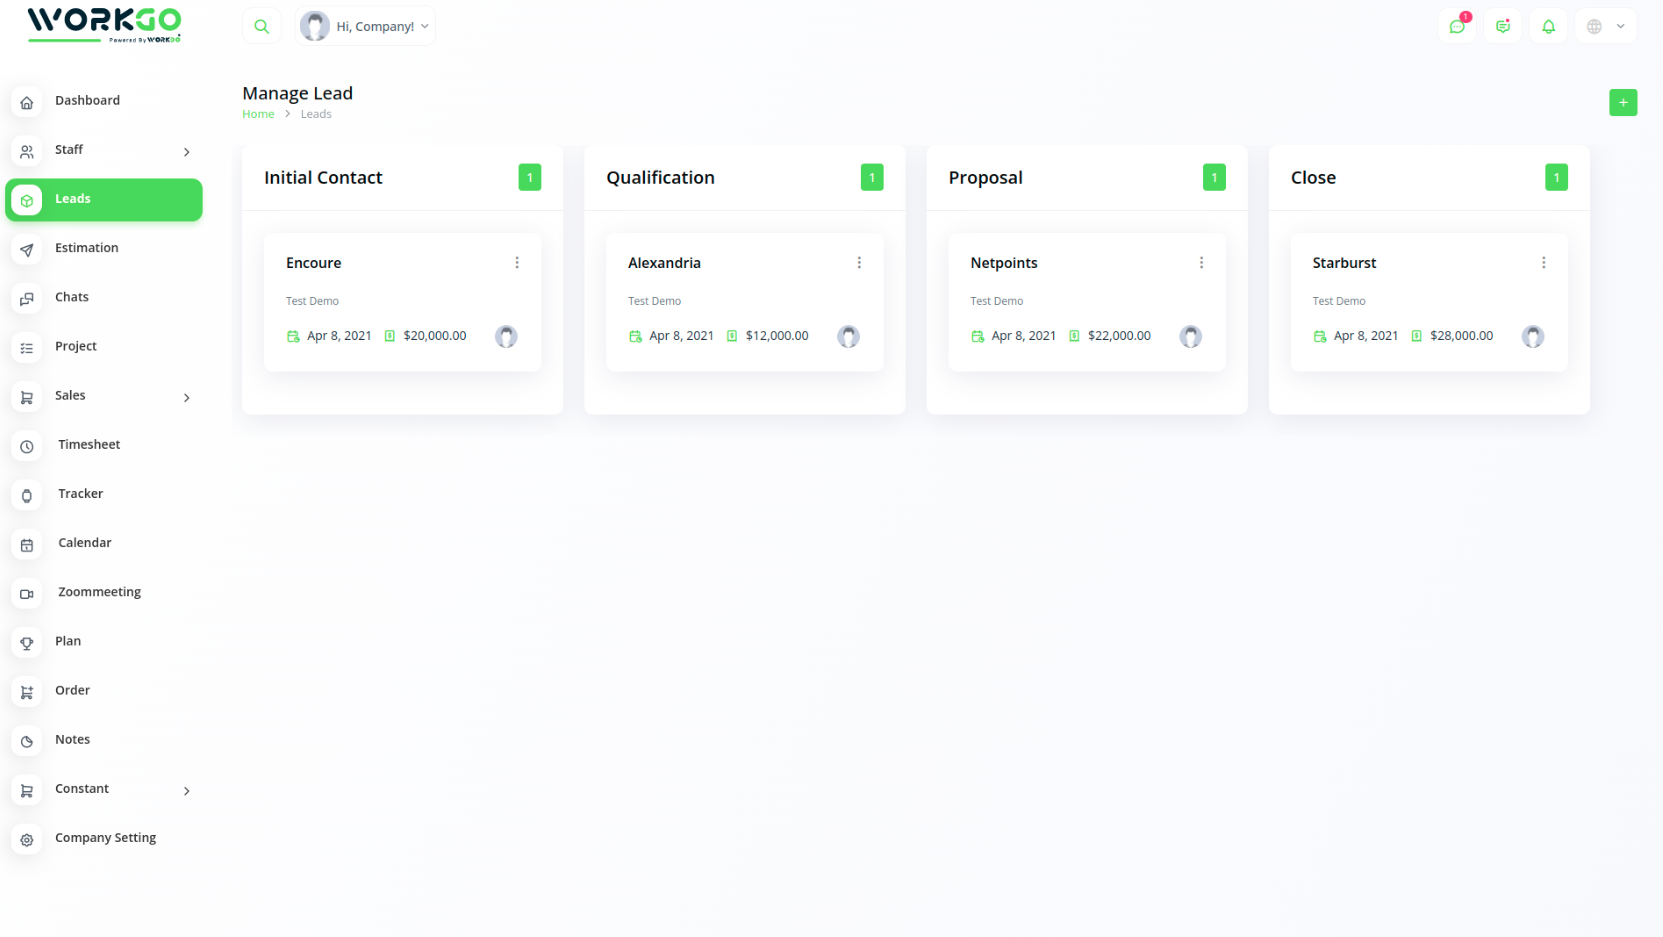 WORKGO
Powered By WORKGO
Hi, Company!
1
Dashboard
Staff
Leads
Estimation
Chats
Project
Sales
Timesheet
Tracker
Calendar
Zoommeeting
Plan
Order
Notes
Constant
Company Setting
Manage Lead
Home > Leads
+
Initial Contact 1
Encoure
Test Demo
Apr 8, 2021 $20,000.00
Qualification 1
Alexandria
Test Demo
Apr 8, 2021 $12,000.00
Proposal 1
Netpoints
Test Demo
Apr 8, 2021 $22,000.00
Close 1
Starburst
Test Demo
Apr 8, 2021 $28,000.00